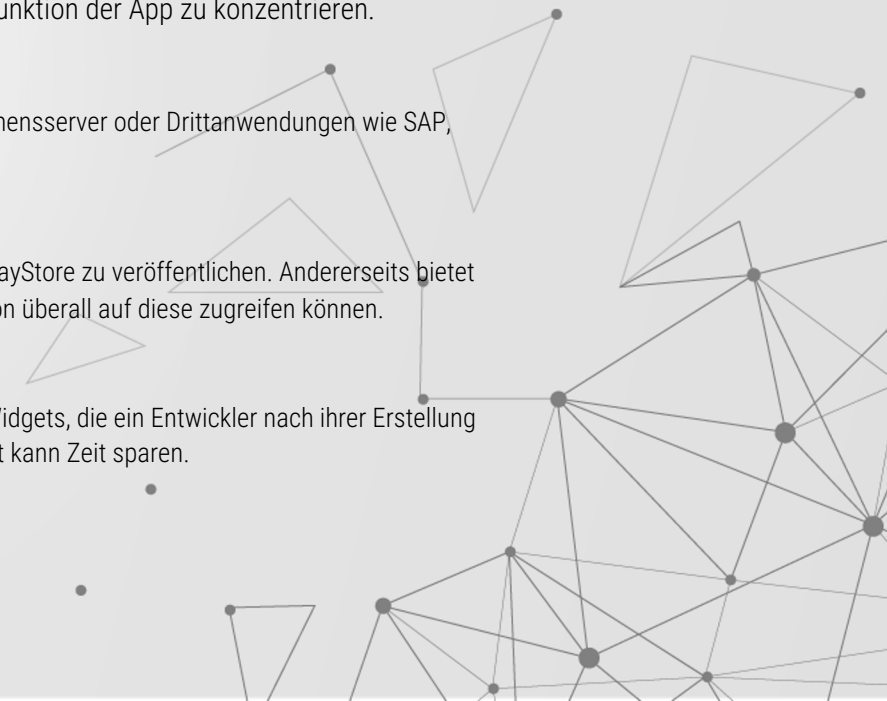 unktion der App zu konzentrieren.
nensserver oder Drittanwendungen wie SAP,
ayStore zu veröffentlichen. Andererseits bietet
on überall auf diese zugreifen können.
Widgets, die ein Entwickler nach ihrer Erstellung
t kann Zeit sparen.